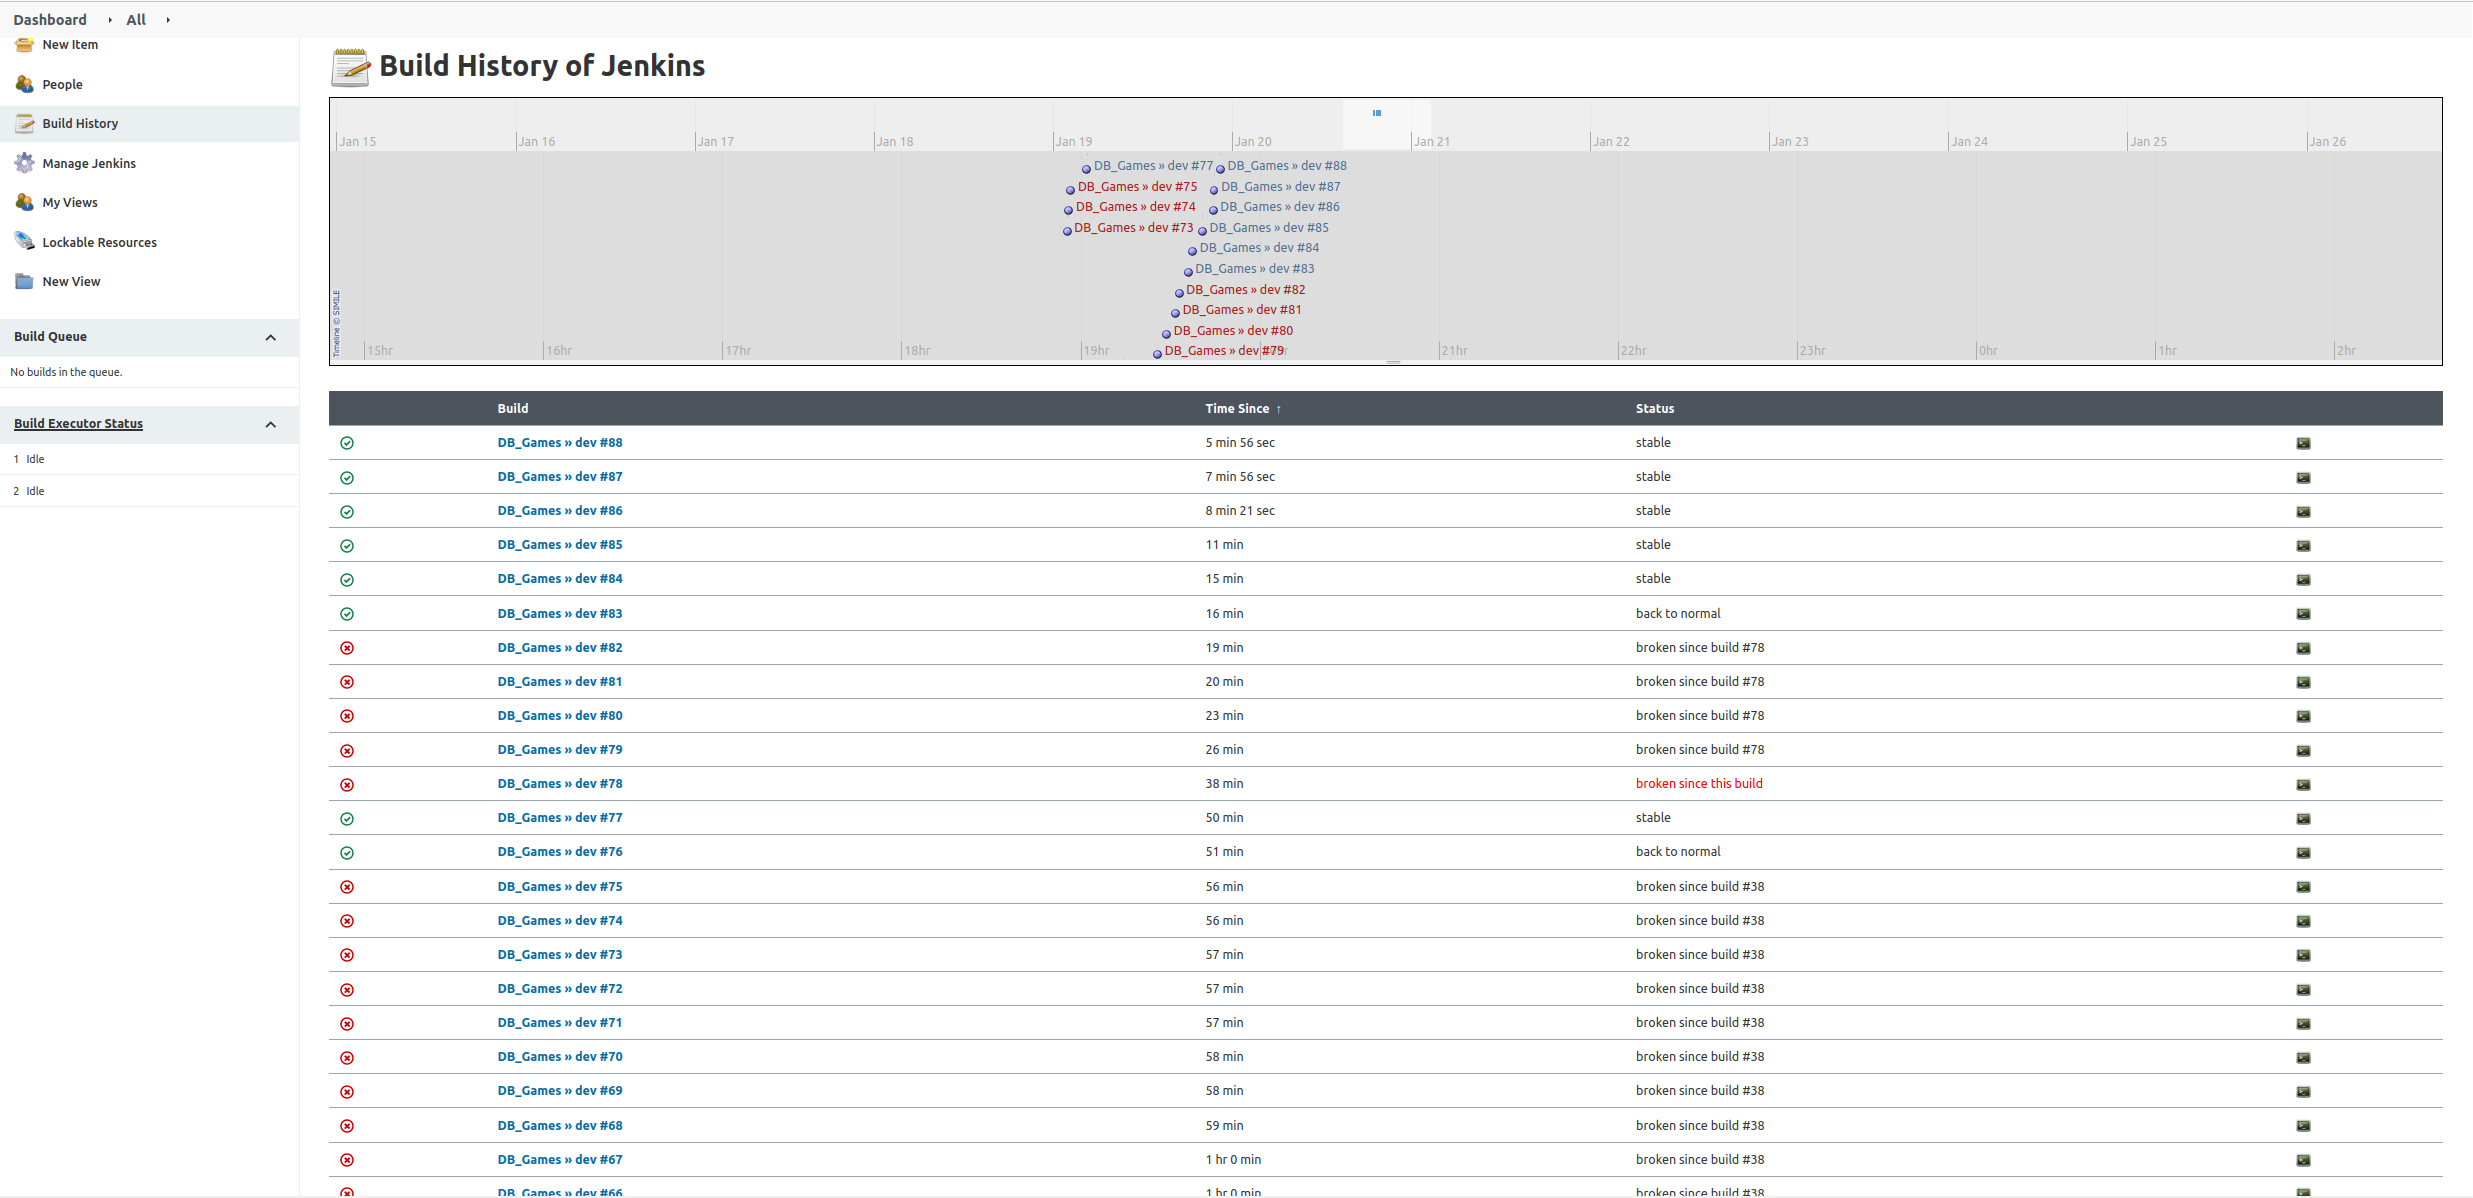 Dashboard All
New Item
People
Build History
Manage Jenkins
My Views
Lockable Resources
New View
Build Queue
No builds in the queue.
Build Executor Status
1 Idle
2 Idle
Build History of Jenkins
Jan 15 Jan 16 Jan 17 Jan 18 Jan 19 Jan 20 Jan 21 Jan 22 Jan 23 Jan 24 Jan 25 Jan 26
DB_Games » dev #77 DB_Games » dev #88
DB_Games » dev #75 DB_Games » dev #87
DB_Games » dev #74 DB_Games » dev #86
DB_Games » dev #73 DB_Games » dev #85
DB_Games » dev #84
DB_Games » dev #83
DB_Games » dev #82
DB_Games » dev #81
DB_Games » dev #80
DB_Games » dev #79
Timeline © SIMILE
15hr 16hr 17hr 18hr 19hr 21hr 22hr 23hr 0hr 1hr 2hr
Build Time Since ↑ Status
DB_Games » dev #88 5 min 56 sec stable
DB_Games » dev #87 7 min 56 sec stable
DB_Games » dev #86 8 min 21 sec stable
DB_Games » dev #85 11 min stable
DB_Games » dev #84 15 min stable
DB_Games » dev #83 16 min back to normal
DB_Games » dev #82 19 min broken since build #78
DB_Games » dev #81 20 min broken since build #78
DB_Games » dev #80 23 min broken since build #78
DB_Games » dev #79 26 min broken since build #78
DB_Games » dev #78 38 min broken since this build
DB_Games » dev #77 50 min stable
DB_Games » dev #76 51 min back to normal
DB_Games » dev #75 56 min broken since build #38
DB_Games » dev #74 56 min broken since build #38
DB_Games » dev #73 57 min broken since build #38
DB_Games » dev #72 57 min broken since build #38
DB_Games » dev #71 57 min broken since build #38
DB_Games » dev #70 58 min broken since build #38
DB_Games » dev #69 58 min broken since build #38
DB_Games » dev #68 59 min broken since build #38
DB_Games » dev #67 1 hr 0 min broken since build #38
DB_Games » dev #66 1 hr 0 min broken since build #38